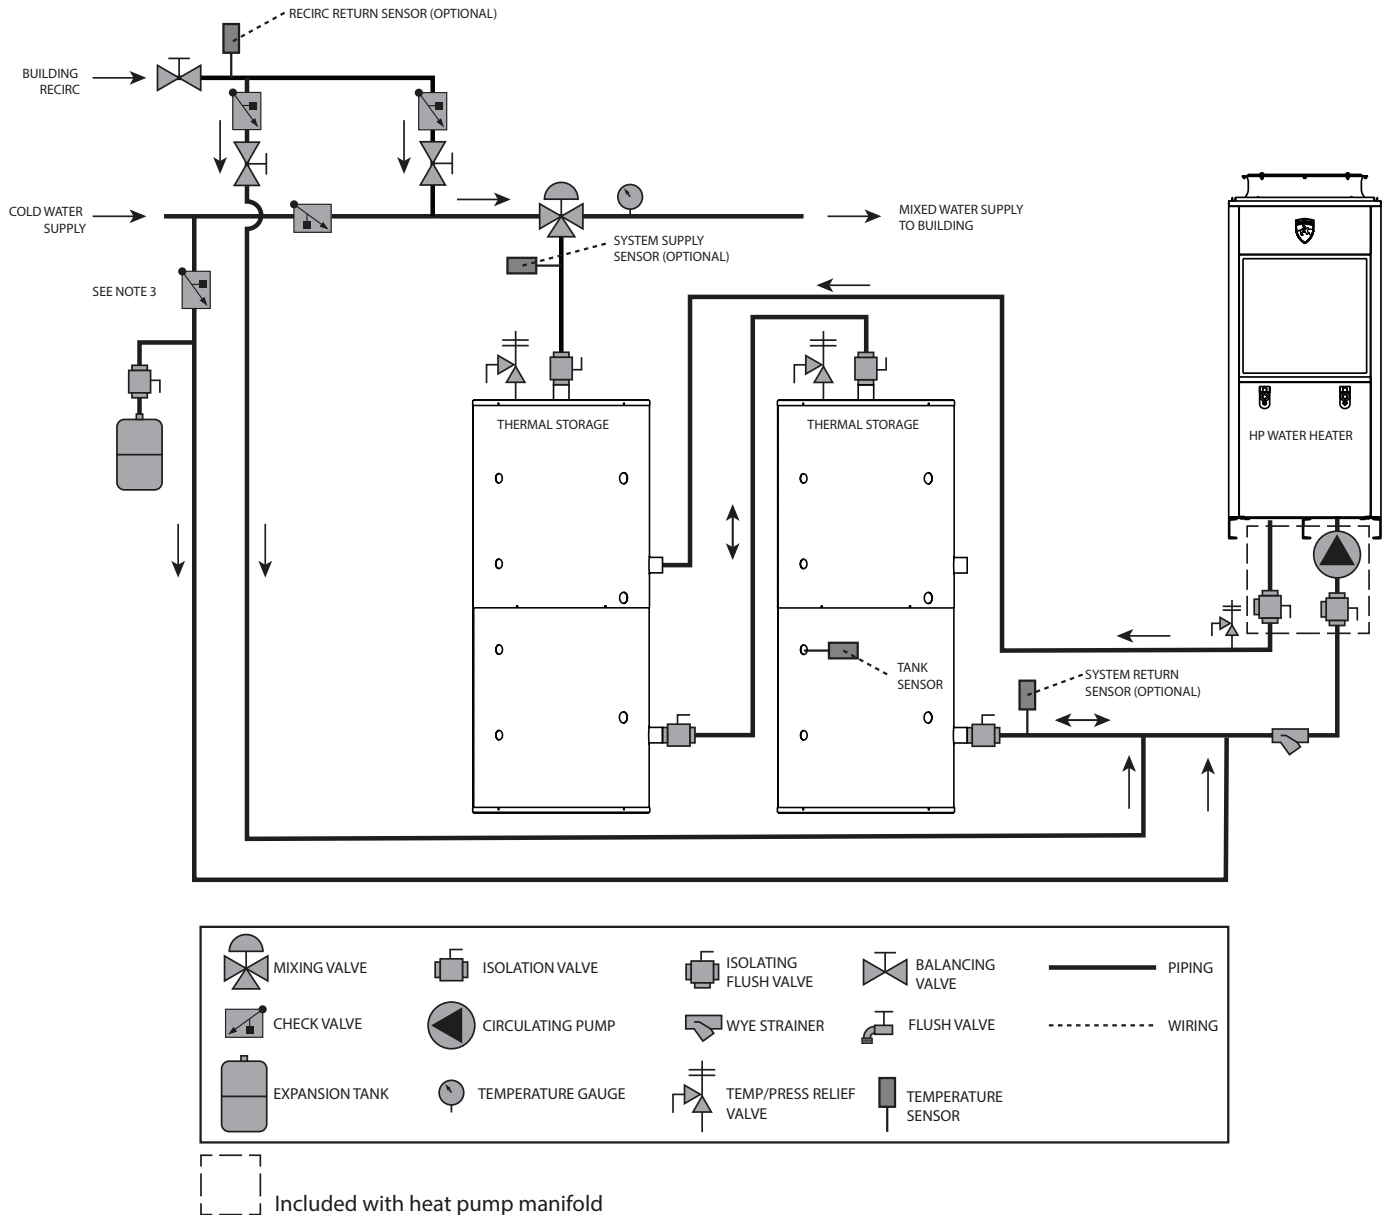 RECIRC RETURN SENSOR (OPTIONAL)
BUILDING
RECIRC
COLD WATER
SUPPLY
MIXED WATER SUPPLY
TO BUILDING
SYSTEM SUPPLY
SENSOR (OPTIONAL)
SEE NOTE 3
THERMAL STORAGE
THERMAL STORAGE
HP WATER HEATER
TANK
SENSOR
SYSTEM RETURN
SENSOR (OPTIONAL)
MIXING VALVE
ISOLATION VALVE
ISOLATING
FLUSH VALVE
BALANCING
VALVE
PIPING
CHECK VALVE
CIRCULATING PUMP
WYE STRAINER
FLUSH VALVE
WIRING
EXPANSION TANK
TEMPERATURE GAUGE
TEMP/PRESS RELIEF
VALVE
TEMPERATURE
SENSOR
Included with heat pump manifold